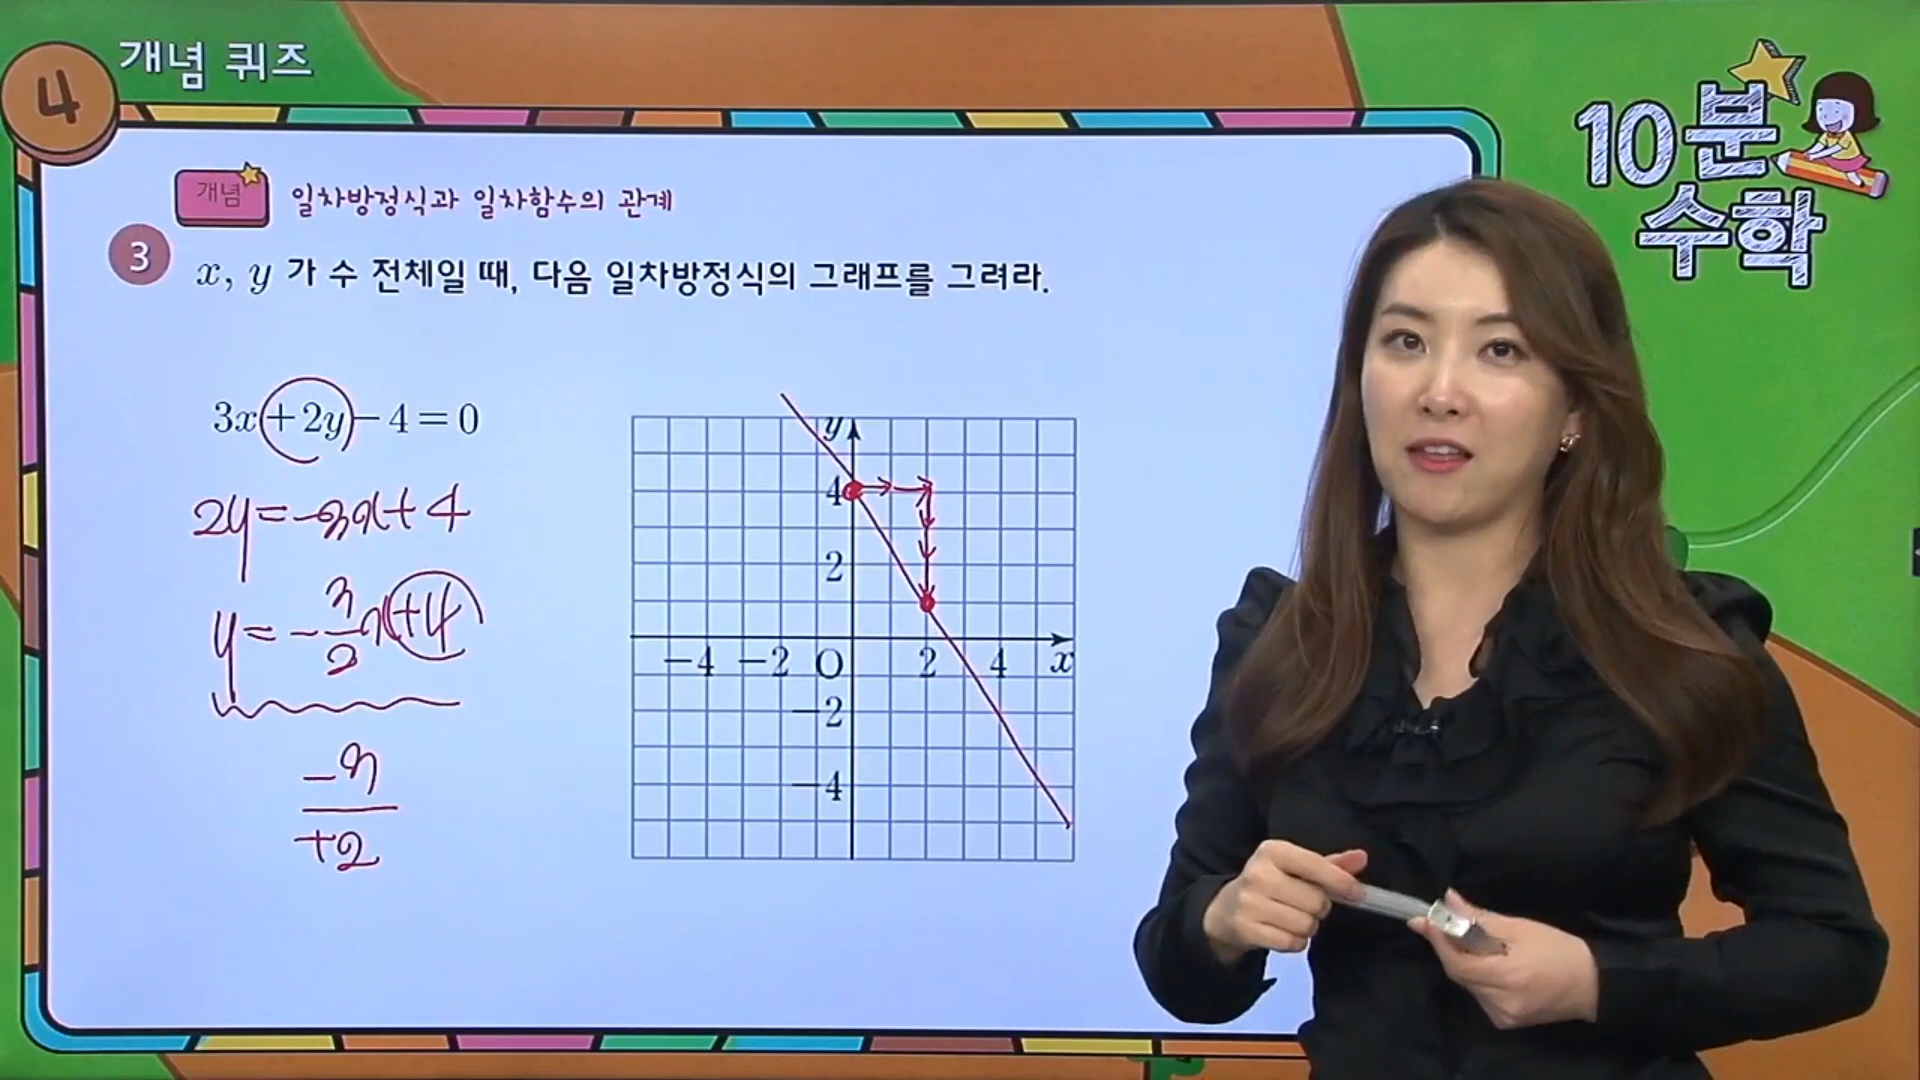 4
개념 퀴즈
10분
수학
개념
일차방정식과 일차함수의 관계
3
x, y 가 수 전체일 때, 다음 일차방정식의 그래프를 그려라.
3x+2y−4=0
2y=-3x+4
y=-3/2x+4
-3/+2
y
4
2
−4 −2 O 2 4 x
−2
−4